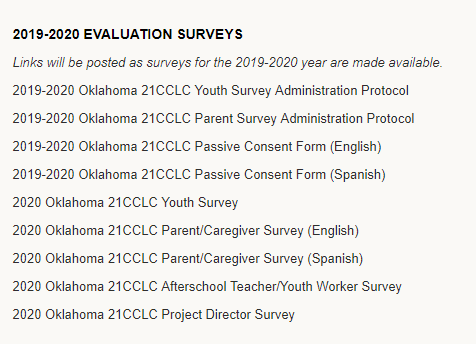 2019-2020 EVALUATION SURVEYS
Links will be posted as surveys for the 2019-2020 year are made available.
2019-2020 Oklahoma 21CCLC Youth Survey Administration Protocol
2019-2020 Oklahoma 21CCLC Parent Survey Administration Protocol
2019-2020 Oklahoma 21CCLC Passive Consent Form (English)
2019-2020 Oklahoma 21CCLC Passive Consent Form (Spanish)
2020 Oklahoma 21CCLC Youth Survey
2020 Oklahoma 21CCLC Parent/Caregiver Survey (English)
2020 Oklahoma 21CCLC Parent/Caregiver Survey (Spanish)
2020 Oklahoma 21CCLC Afterschool Teacher/Youth Worker Survey
2020 Oklahoma 21CCLC Project Director Survey